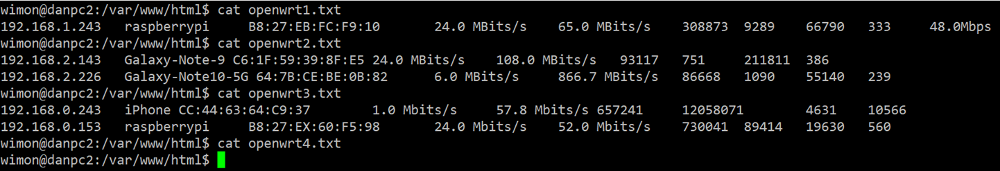 wimon@danpc2:/var/www/html$ cat openwrt1.txt
192.168.1.243 raspberrypi B8:27:EB:FC:F9:10 24.0 MBits/s 65.0 MBits/s 308873 9289 66790 333 48.0Mbps
wimon@danpc2:/var/www/html$ cat openwrt2.txt
192.168.2.143 Galaxy-Note-9 C6:1F:59:39:8F:E5 24.0 MBits/s 108.0 MBits/s 93117 751 211811 386
192.168.2.226 Galaxy-Note10-5G 64:7B:CE:BE:0B:82 6.0 MBits/s 866.7 MBits/s 86668 1090 55140 239
wimon@danpc2:/var/www/html$ cat openwrt3.txt
192.168.0.243 iPhone CC:44:63:64:C9:37 1.0 Mbits/s 57.8 Mbits/s 657241 12058071 4631 10566
192.168.0.153 raspberrypi B8:27:EX:60:F5:98 24.0 Mbits/s 52.0 Mbits/s 730041 89414 19630 560
wimon@danpc2:/var/www/html$ cat openwrt4.txt
wimon@danpc2:/var/www/html$